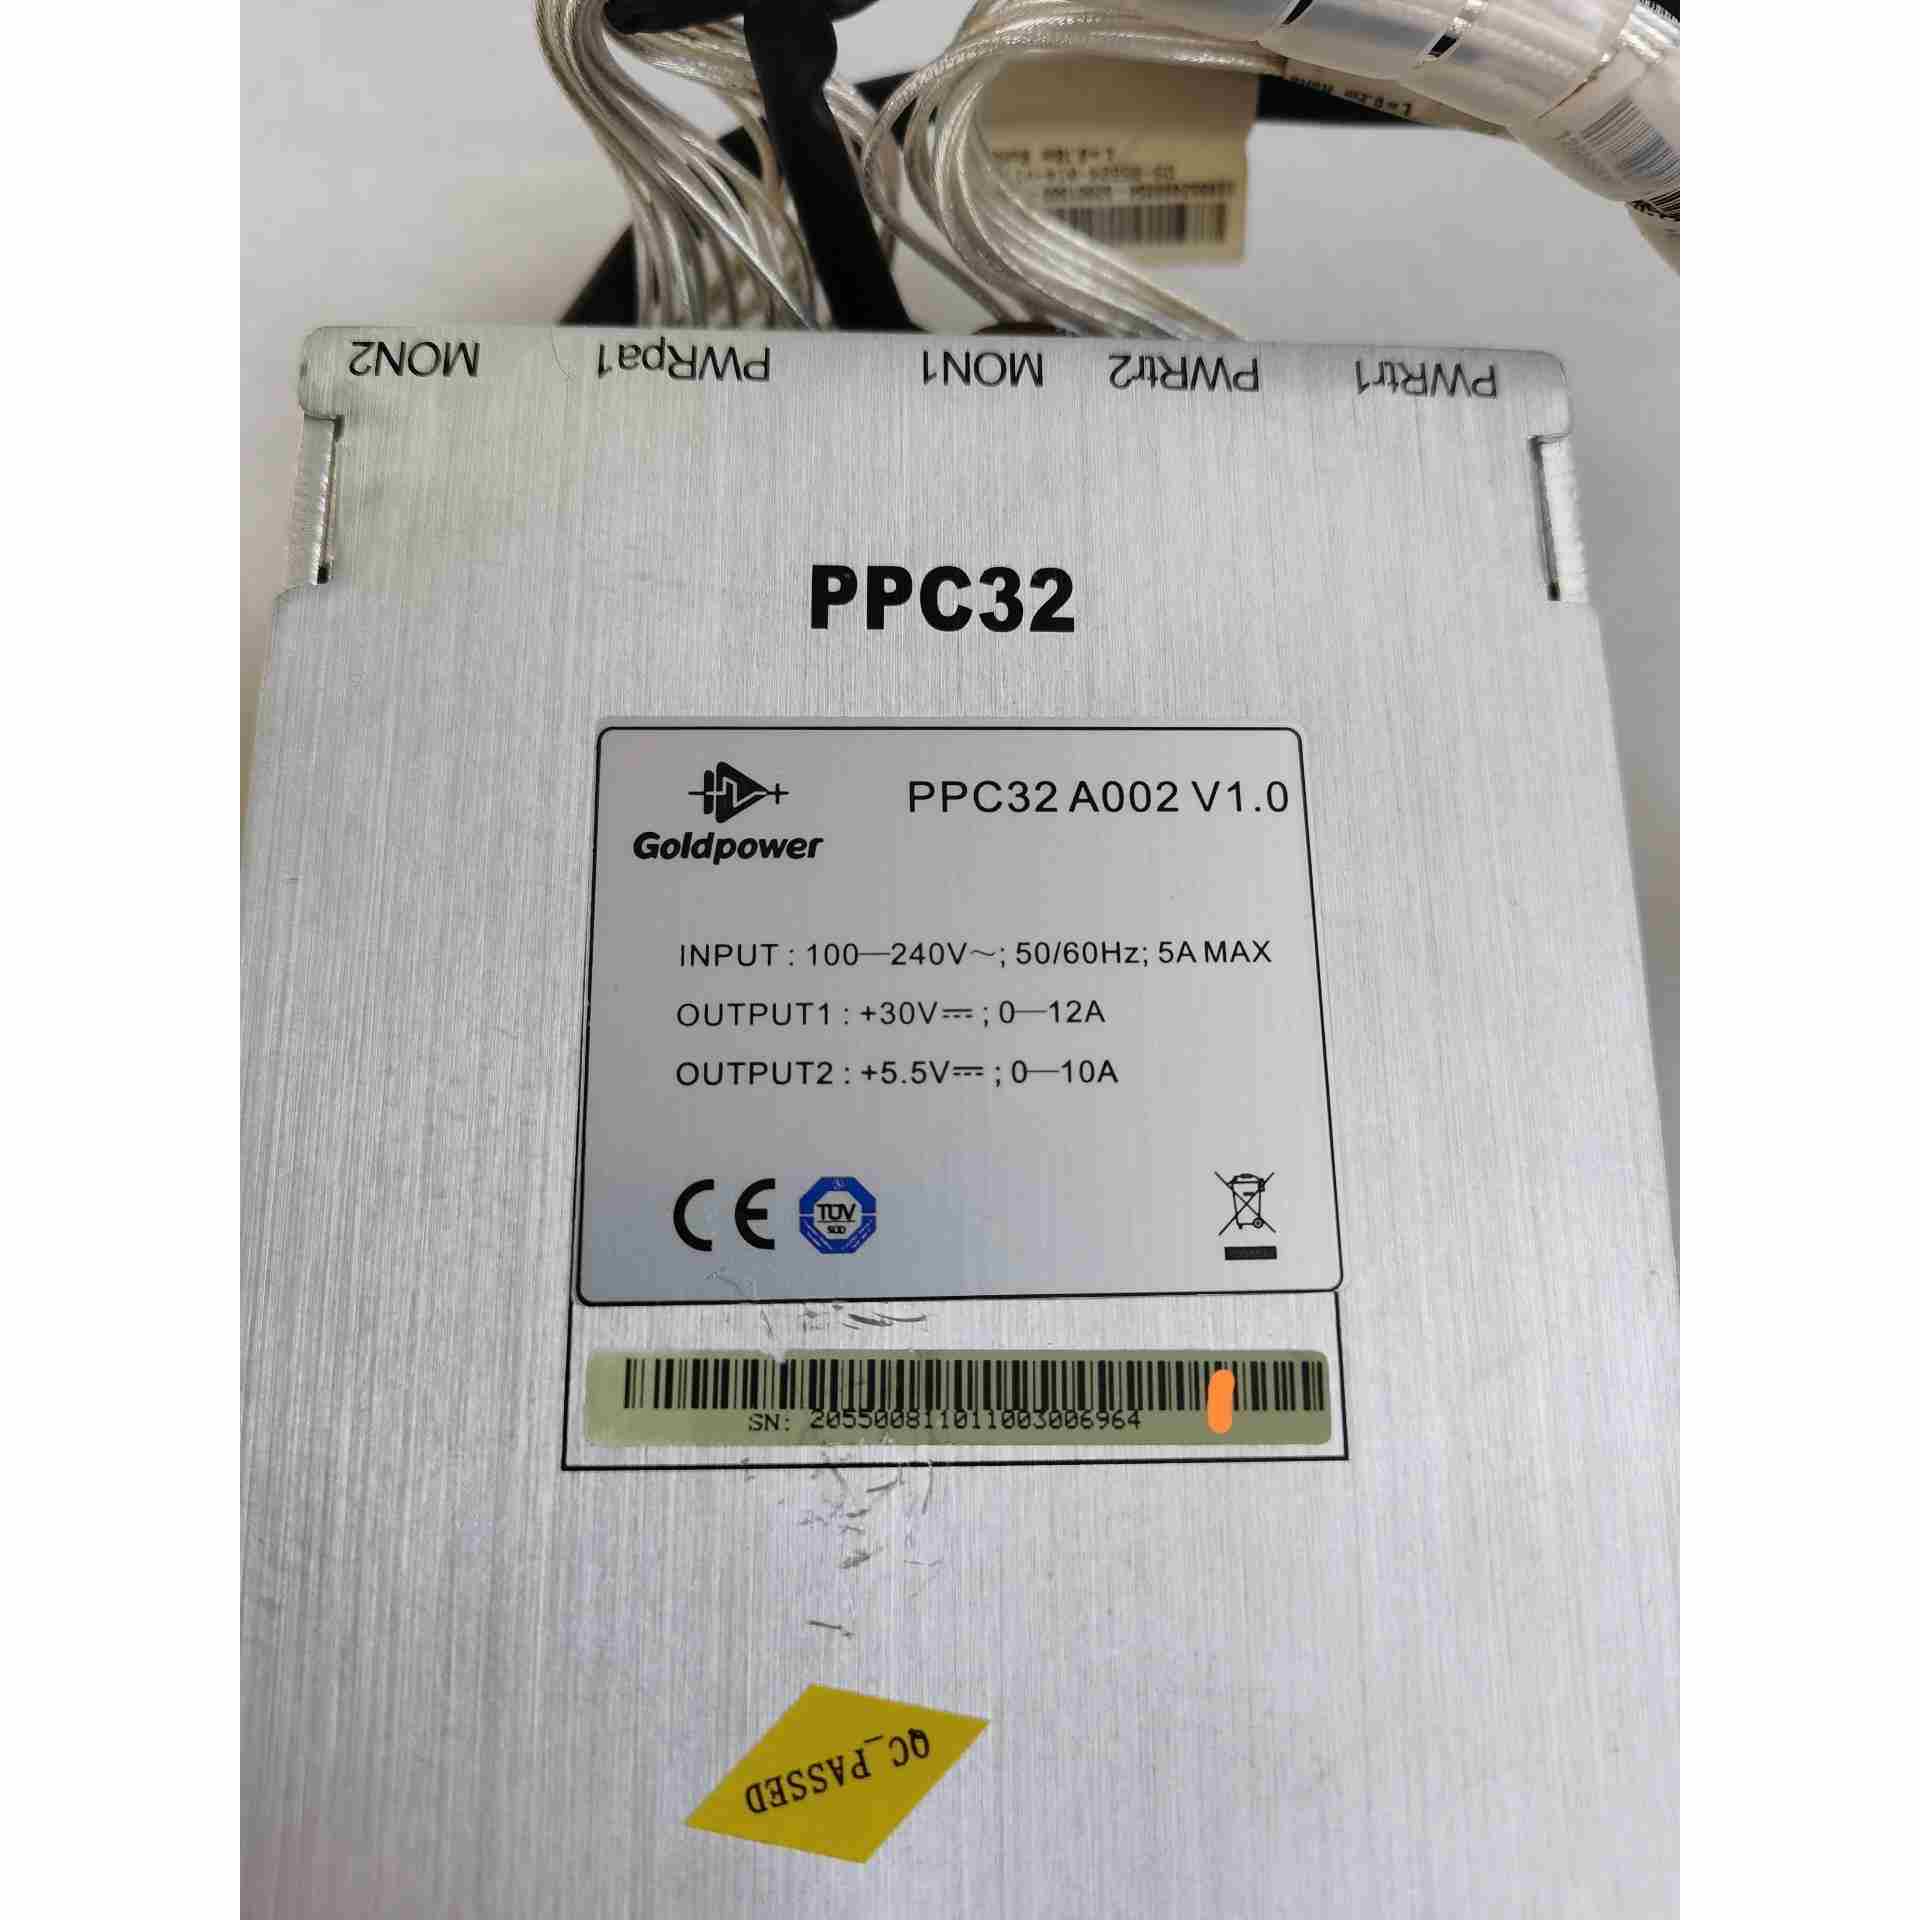 MON2 PWRpa1 MON1 PWRtr2 PWRtr1
PPC32
Goldpower
PPC32 A002 V1.0
INPUT : 100—240V~; 50/60Hz; 5A MAX
OUTPUT1 : +30V⎓ ; 0—12A
OUTPUT2 : +5.5V⎓ ; 0—10A
CE
TÜV
SÜD
SN: 205500811011003006964
QC_PASSED